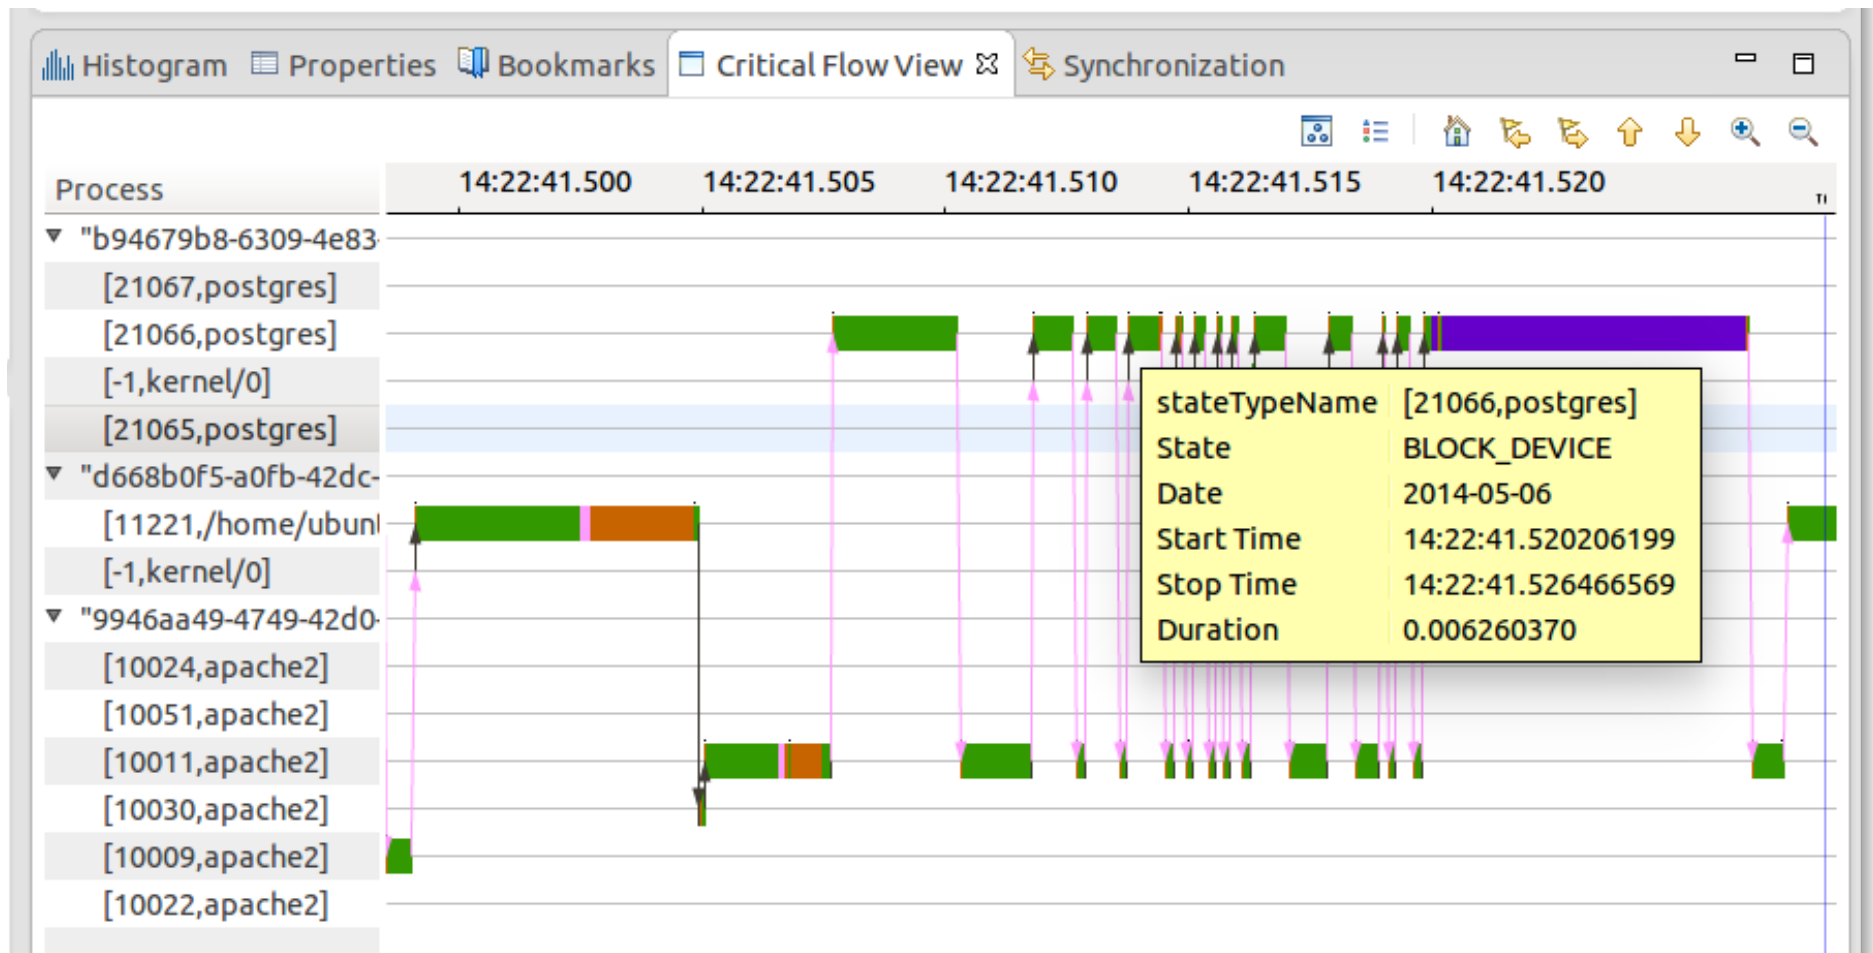 Histogram Properties Bookmarks Critical Flow View Synchronization
Process 14:22:41.500 14:22:41.505 14:22:41.510 14:22:41.515 14:22:41.520
"b94679b8-6309-4e83-
[21067,postgres]
[21066,postgres]
[-1,kernel/0]
[21065,postgres]
"d668b0f5-a0fb-42dc-
[11221,/home/ubun
[-1,kernel/0]
"9946aa49-4749-42d0-
[10024,apache2]
[10051,apache2]
[10011,apache2]
[10030,apache2]
[10009,apache2]
[10022,apache2]
stateTypeName [21066,postgres]
State BLOCK_DEVICE
Date 2014-05-06
Start Time 14:22:41.520206199
Stop Time 14:22:41.526466569
Duration 0.006260370